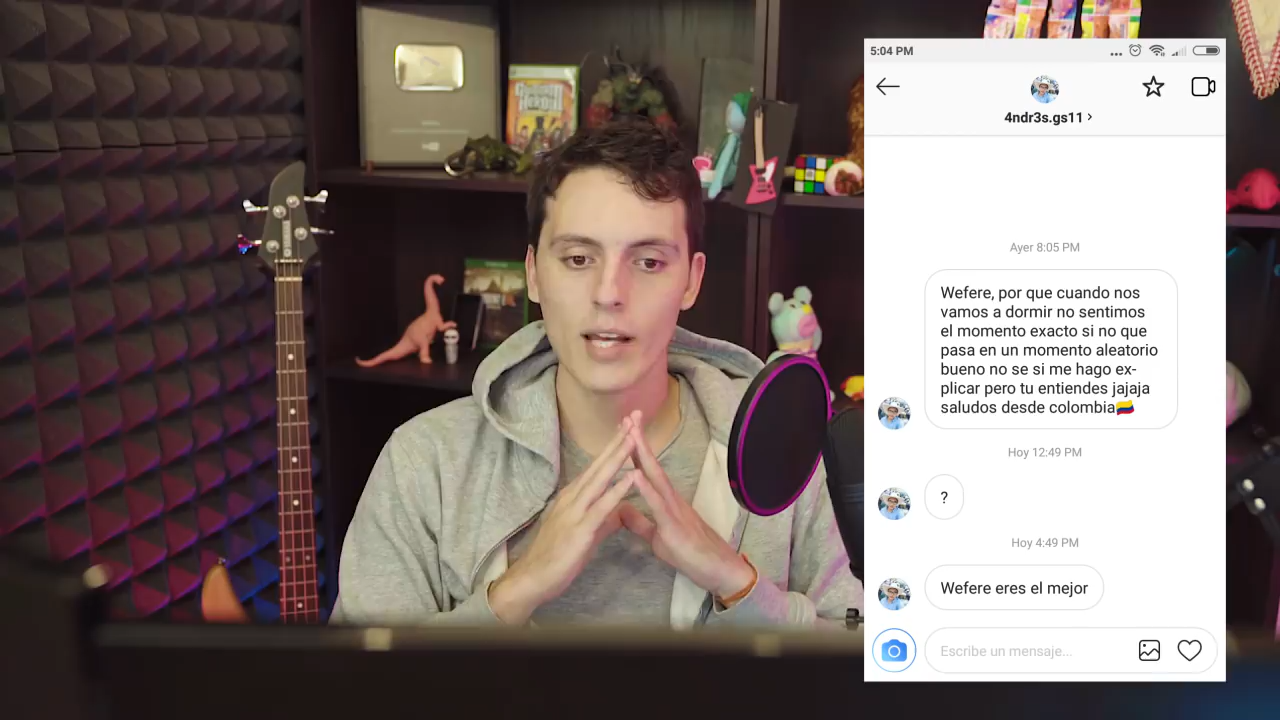 5:04 PM
4ndr3s.gs11
Ayer 8:05 PM
Wefere, por que cuando nos
vamos a dormir no sentimos
el momento exacto si no que
pasa en un momento aleatorio
bueno no se si me hago ex-
plicar pero tu entiendes jajaja
saludos desde colombia🇨🇴
Hoy 12:49 PM
?
Hoy 4:49 PM
Wefere eres el mejor
Escribe un mensaje...